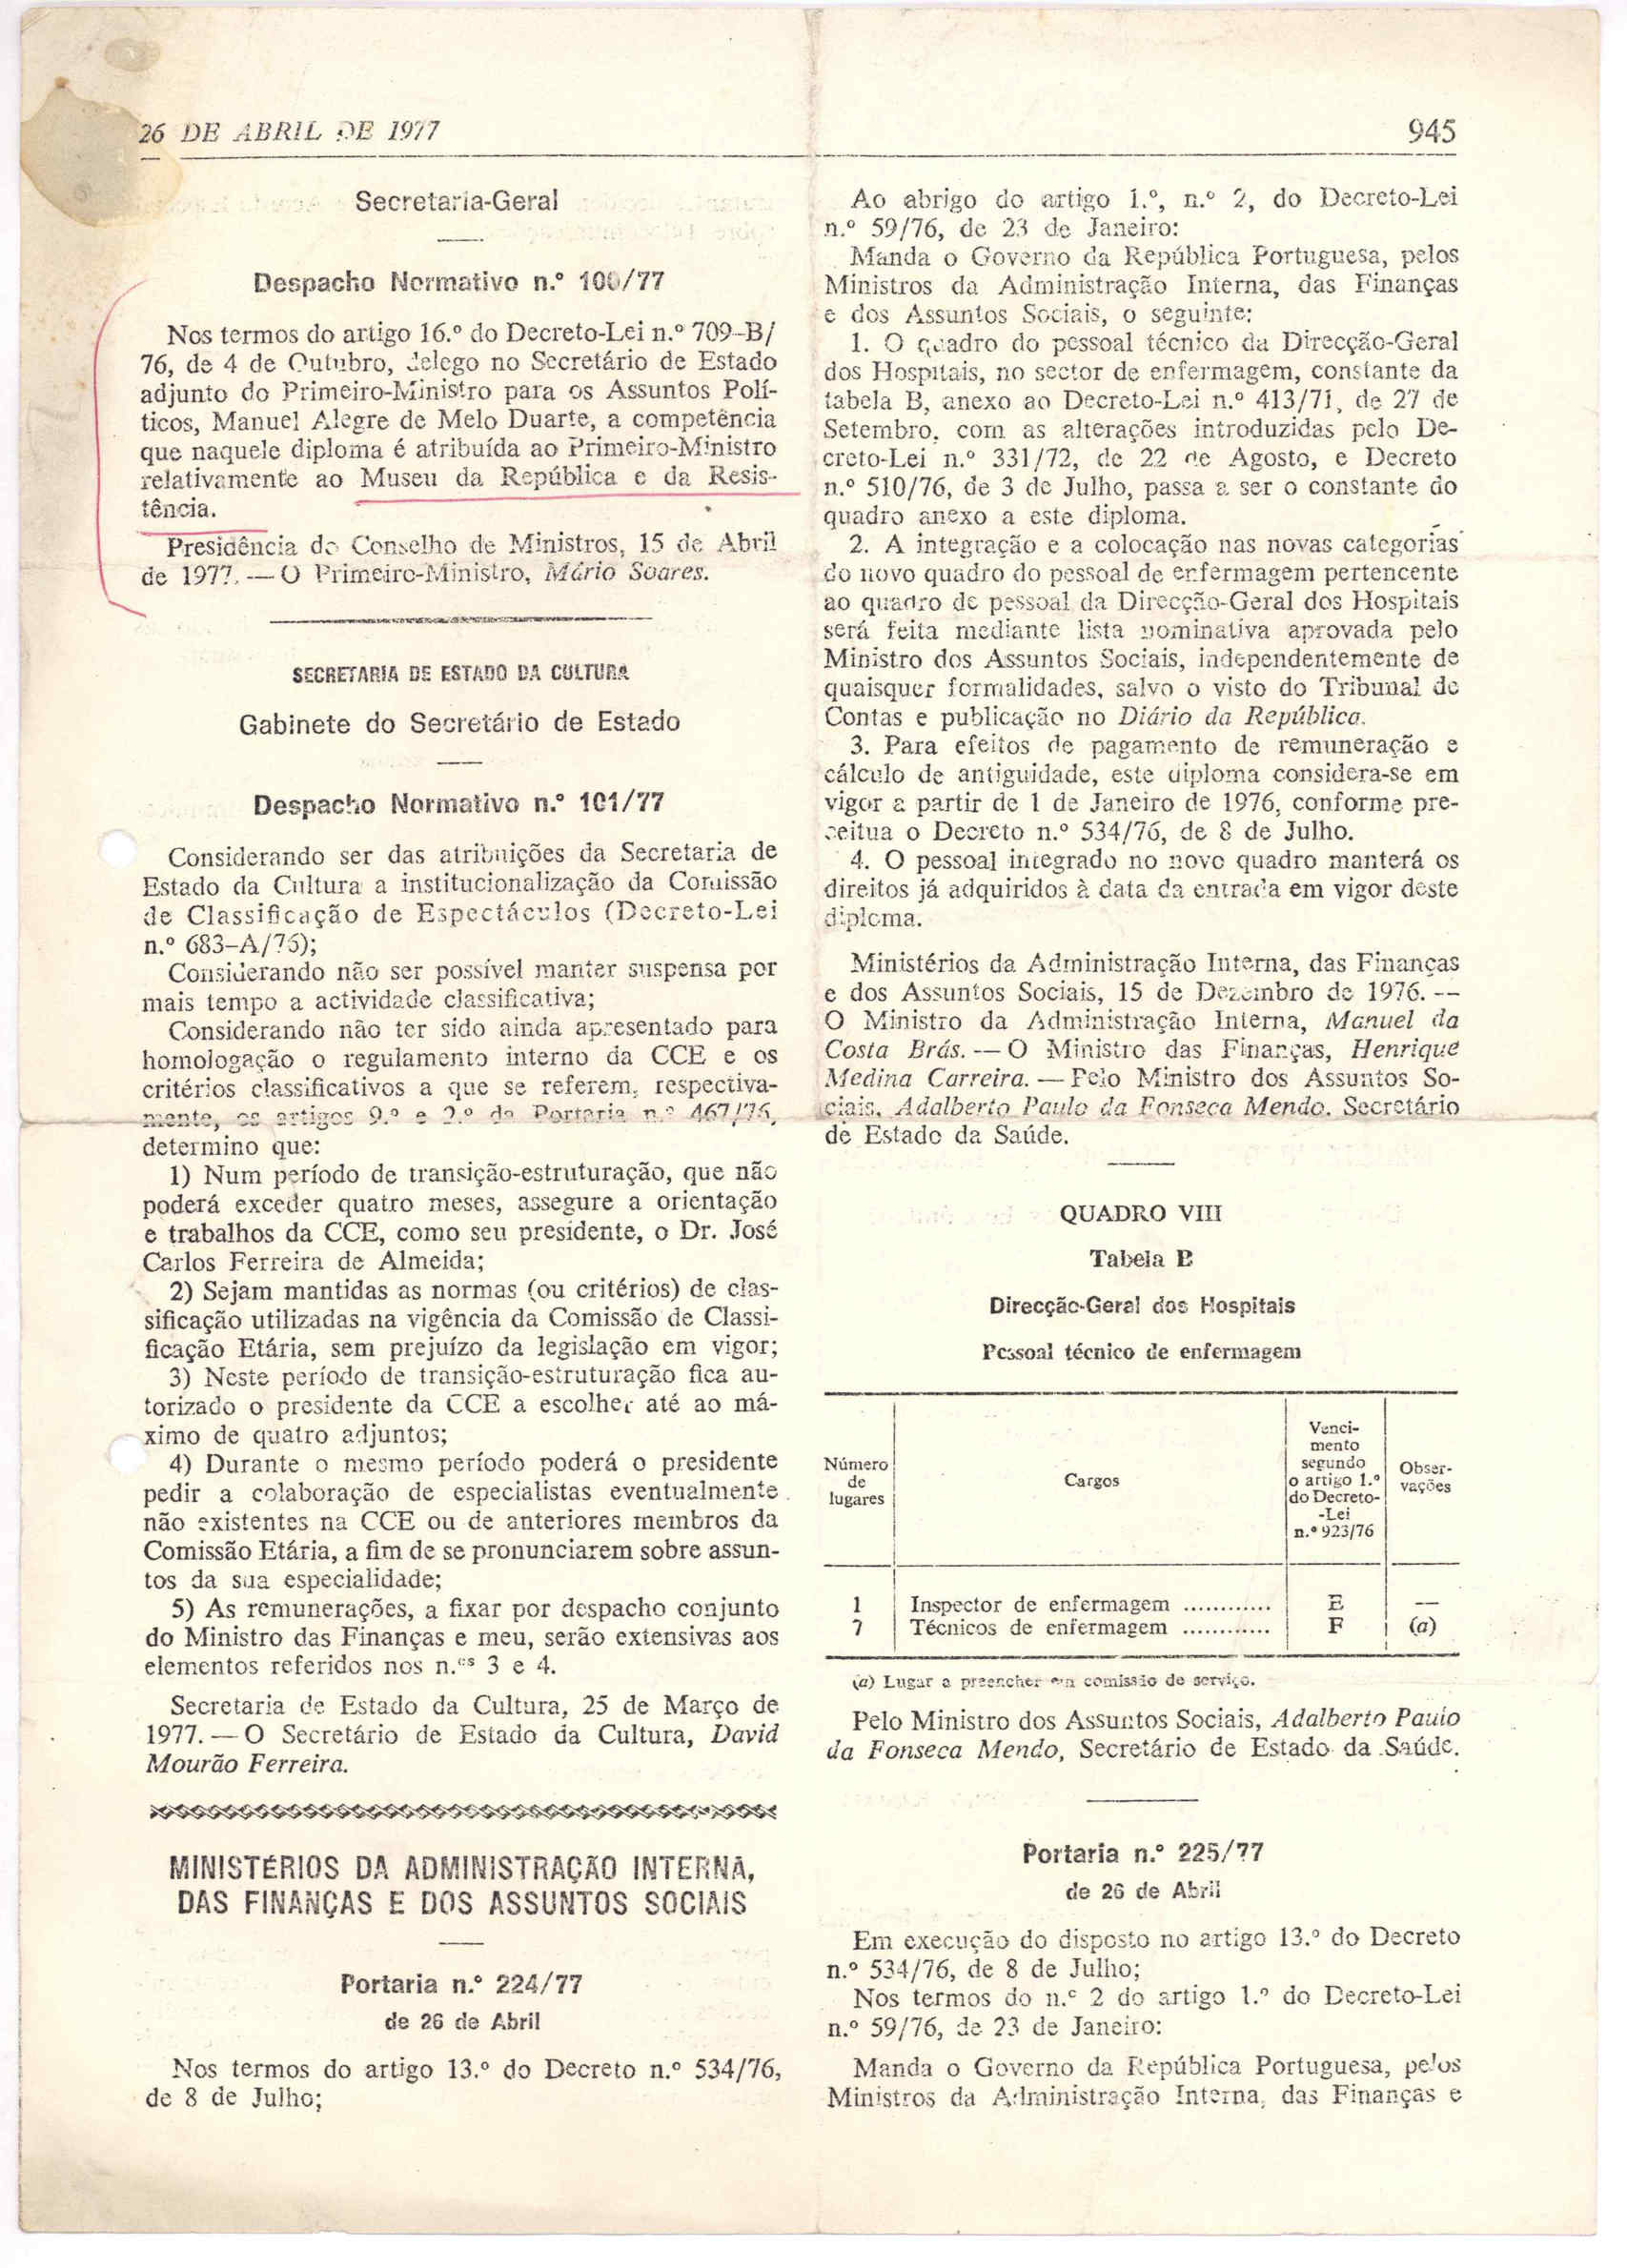 26 DE ABRIL DE 1977
945
Secretaria-Geral
Despacho Normativo n.º 100/77
Nos termos do artigo 16.º do Decreto-Lei n.º 709-B/
76, de 4 de Outubro, delego no Secretário de Estado
adjunto do Primeiro-Ministro para os Assuntos Polí-
ticos, Manuel Alegre de Melo Duarte, a competência
que naquele diploma é atribuída ao Primeiro-Ministro
relativamente ao Museu da República e da Resis-
tência.
Presidência do Conselho de Ministros, 15 de Abril
de 1977. — O Primeiro-Ministro, Mário Soares.
SECRETARIA DE ESTADO DA CULTURA
Gabinete do Secretário de Estado
Despacho Normativo n.º 101/77
Considerando ser das atribuições da Secretaria de
Estado da Cultura a institucionalização da Comissão
de Classificação de Espectáculos (Decreto-Lei
n.º 683-A/76);
Considerando não ser possível manter suspensa por
mais tempo a actividade classificativa;
Considerando não ter sido ainda apresentado para
homologação o regulamento interno da CCE e os
critérios classificativos a que se referem, respectiva-
mente, os artigos 9.º e 2.º da Portaria n.º 467/76,
determino que:
1) Num período de transição-estruturação, que não
poderá exceder quatro meses, assegure a orientação
e trabalhos da CCE, como seu presidente, o Dr. José
Carlos Ferreira de Almeida;
2) Sejam mantidas as normas (ou critérios) de clas-
sificação utilizadas na vigência da Comissão de Classi-
ficação Etária, sem prejuízo da legislação em vigor;
3) Neste período de transição-estruturação fica au-
torizado o presidente da CCE a escolher até ao má-
ximo de quatro adjuntos;
4) Durante o mesmo período poderá o presidente
pedir a colaboração de especialistas eventualmente
não existentes na CCE ou de anteriores membros da
Comissão Etária, a fim de se pronunciarem sobre assun-
tos da sua especialidade;
5) As remunerações, a fixar por despacho conjunto
do Ministro das Finanças e meu, serão extensivas aos
elementos referidos nos n.os 3 e 4.
Secretaria de Estado da Cultura, 25 de Março de
1977. — O Secretário de Estado da Cultura, David
Mourão Ferreira.
MINISTÉRIOS DA ADMINISTRAÇÃO INTERNA,
DAS FINANÇAS E DOS ASSUNTOS SOCIAIS
Portaria n.º 224/77
de 26 de Abril
Nos termos do artigo 13.º do Decreto n.º 534/76,
de 8 de Julho;
Ao abrigo do artigo 1.º, n.º 2, do Decreto-Lei
n.º 59/76, de 23 de Janeiro:
Manda o Governo da República Portuguesa, pelos
Ministros da Administração Interna, das Finanças
e dos Assuntos Sociais, o seguinte:
1. O quadro do pessoal técnico da Direcção-Geral
dos Hospitais, no sector de enfermagem, constante da
tabela B, anexo ao Decreto-Lei n.º 413/71, de 27 de
Setembro, com as alterações introduzidas pelo De-
creto-Lei n.º 331/72, de 22 de Agosto, e Decreto
n.º 510/76, de 3 de Julho, passa a ser o constante do
quadro anexo a este diploma.
2. A integração e a colocação nas novas categorias
do novo quadro do pessoal de enfermagem pertencente
ao quadro de pessoal da Direcção-Geral dos Hospitais
será feita mediante lista nominativa aprovada pelo
Ministro dos Assuntos Sociais, independentemente de
quaisquer formalidades, salvo o visto do Tribunal de
Contas e publicação no Diário da República.
3. Para efeitos de pagamento de remuneração e
cálculo de antiguidade, este diploma considera-se em
vigor a partir de 1 de Janeiro de 1976, conforme pre-
ceitua o Decreto n.º 534/76, de 8 de Julho.
4. O pessoal integrado no novo quadro manterá os
direitos já adquiridos à data da entrada em vigor deste
diploma.
Ministérios da Administração Interna, das Finanças
e dos Assuntos Sociais, 15 de Dezembro de 1976. —
O Ministro da Administração Interna, Manuel da
Costa Brás. — O Ministro das Finanças, Henrique
Medina Carreira. — Pelo Ministro dos Assuntos So-
ciais, Adalberto Paulo da Fonseca Mendo, Secretário
de Estado da Saúde.
QUADRO VIII
Tabela B
Direcção-Geral dos Hospitais
Pessoal técnico de enfermagem
Número
de
lugares
Cargos
Venci-
mento
segundo
o artigo 1.º
do Decreto-
-Lei
n.º 923/76
Obser-
vações
1 Inspector de enfermagem ............ E —
7 Técnicos de enfermagem ............ F (a)
(a) Lugar a preencher em comissão de serviço.
Pelo Ministro dos Assuntos Sociais, Adalberto Paulo
da Fonseca Mendo, Secretário de Estado da Saúde.
Portaria n.º 225/77
de 26 de Abril
Em execução do disposto no artigo 13.º do Decreto
n.º 534/76, de 8 de Julho;
Nos termos do n.º 2 do artigo 1.º do Decreto-Lei
n.º 59/76, de 23 de Janeiro:
Manda o Governo da República Portuguesa, pelos
Ministros da Administração Interna, das Finanças e